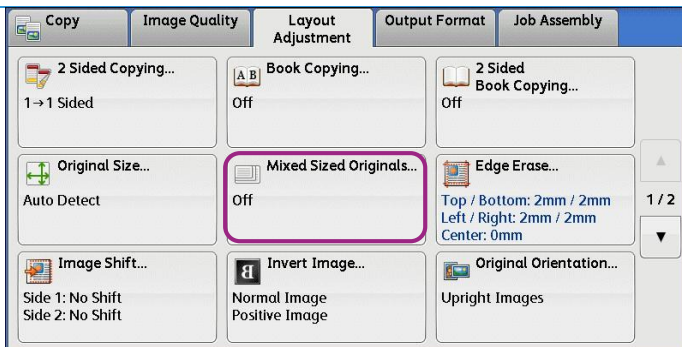 Copy
Image Quality
Layout
Adjustment
Output Format
Job Assembly
2 Sided Copying...
1→1 Sided
Book Copying...
Off
2 Sided
Book Copying...
Off
Original Size...
Auto Detect
Mixed Sized Originals...
Off
Edge Erase...
Top / Bottom: 2mm / 2mm
Left / Right: 2mm / 2mm
Center: 0mm
1/2
Image Shift...
Side 1: No Shift
Side 2: No Shift
Invert Image...
Normal Image
Positive Image
Original Orientation...
Upright Images